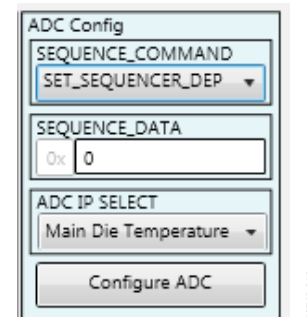 ADC Config
SEQUENCE_COMMAND
SET_SEQUENCER_DEP
SEQUENCE_DATA
0x 0
ADC IP SELECT
Main Die Temperature
Configure ADC